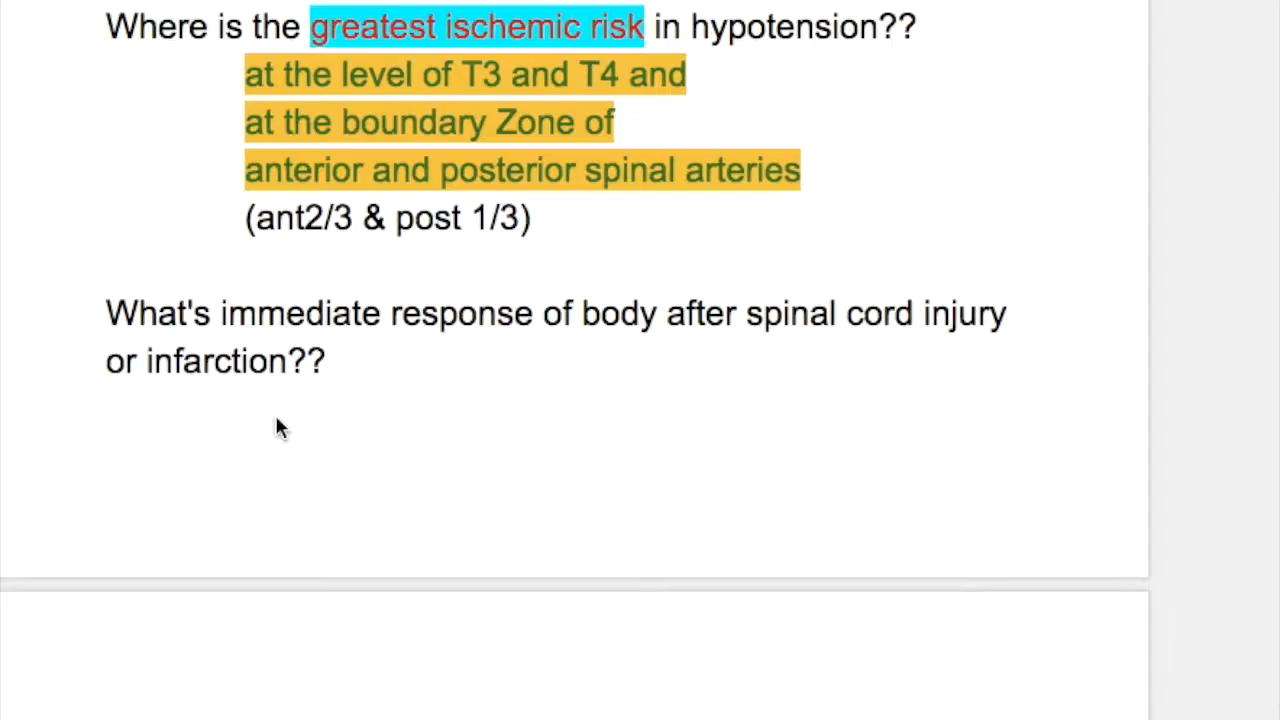 Where is the greatest ischemic risk in hypotension??
at the level of T3 and T4 and
at the boundary Zone of
anterior and posterior spinal arteries
(ant2/3 & post 1/3)
What's immediate response of body after spinal cord injury
or infarction??